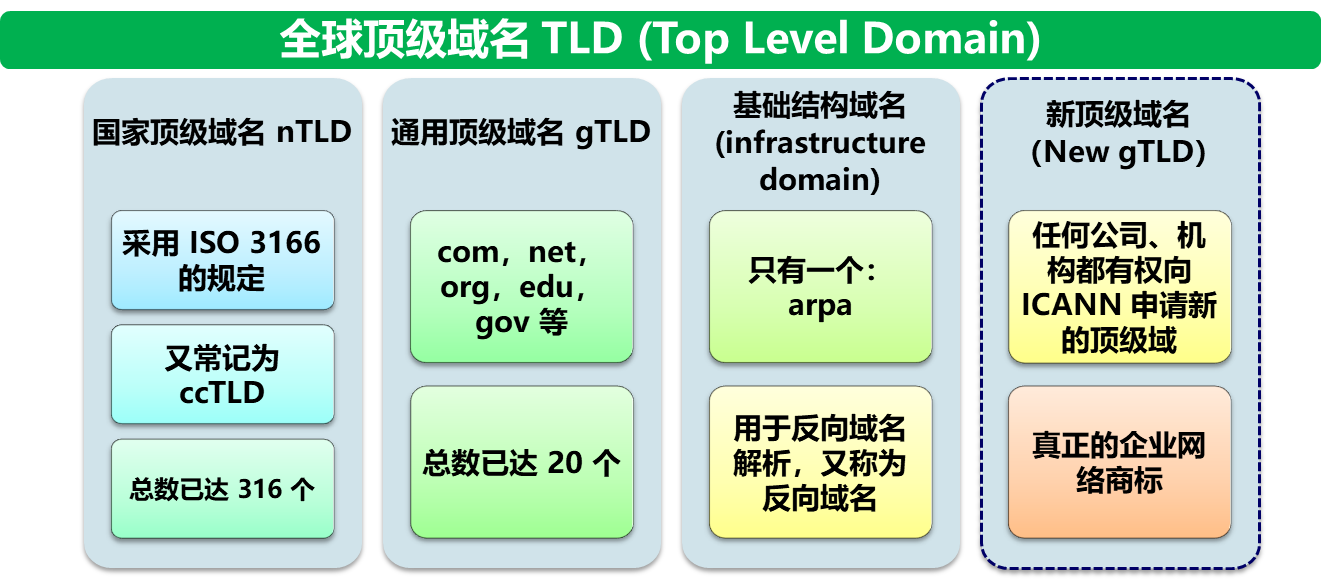 全球顶级域名 TLD (Top Level Domain)
国家顶级域名 nTLD
采用 ISO 3166
的规定
又常记为
ccTLD
总数已达 316 个
通用顶级域名 gTLD
com，net，
org，edu，
gov 等
总数已达 20 个
基础结构域名
(infrastructure
domain)
只有一个：
arpa
用于反向域名
解析，又称为
反向域名
新顶级域名
（New gTLD）
任何公司、机
构都有权向
ICANN 申请新
的顶级域
真正的企业网
络商标